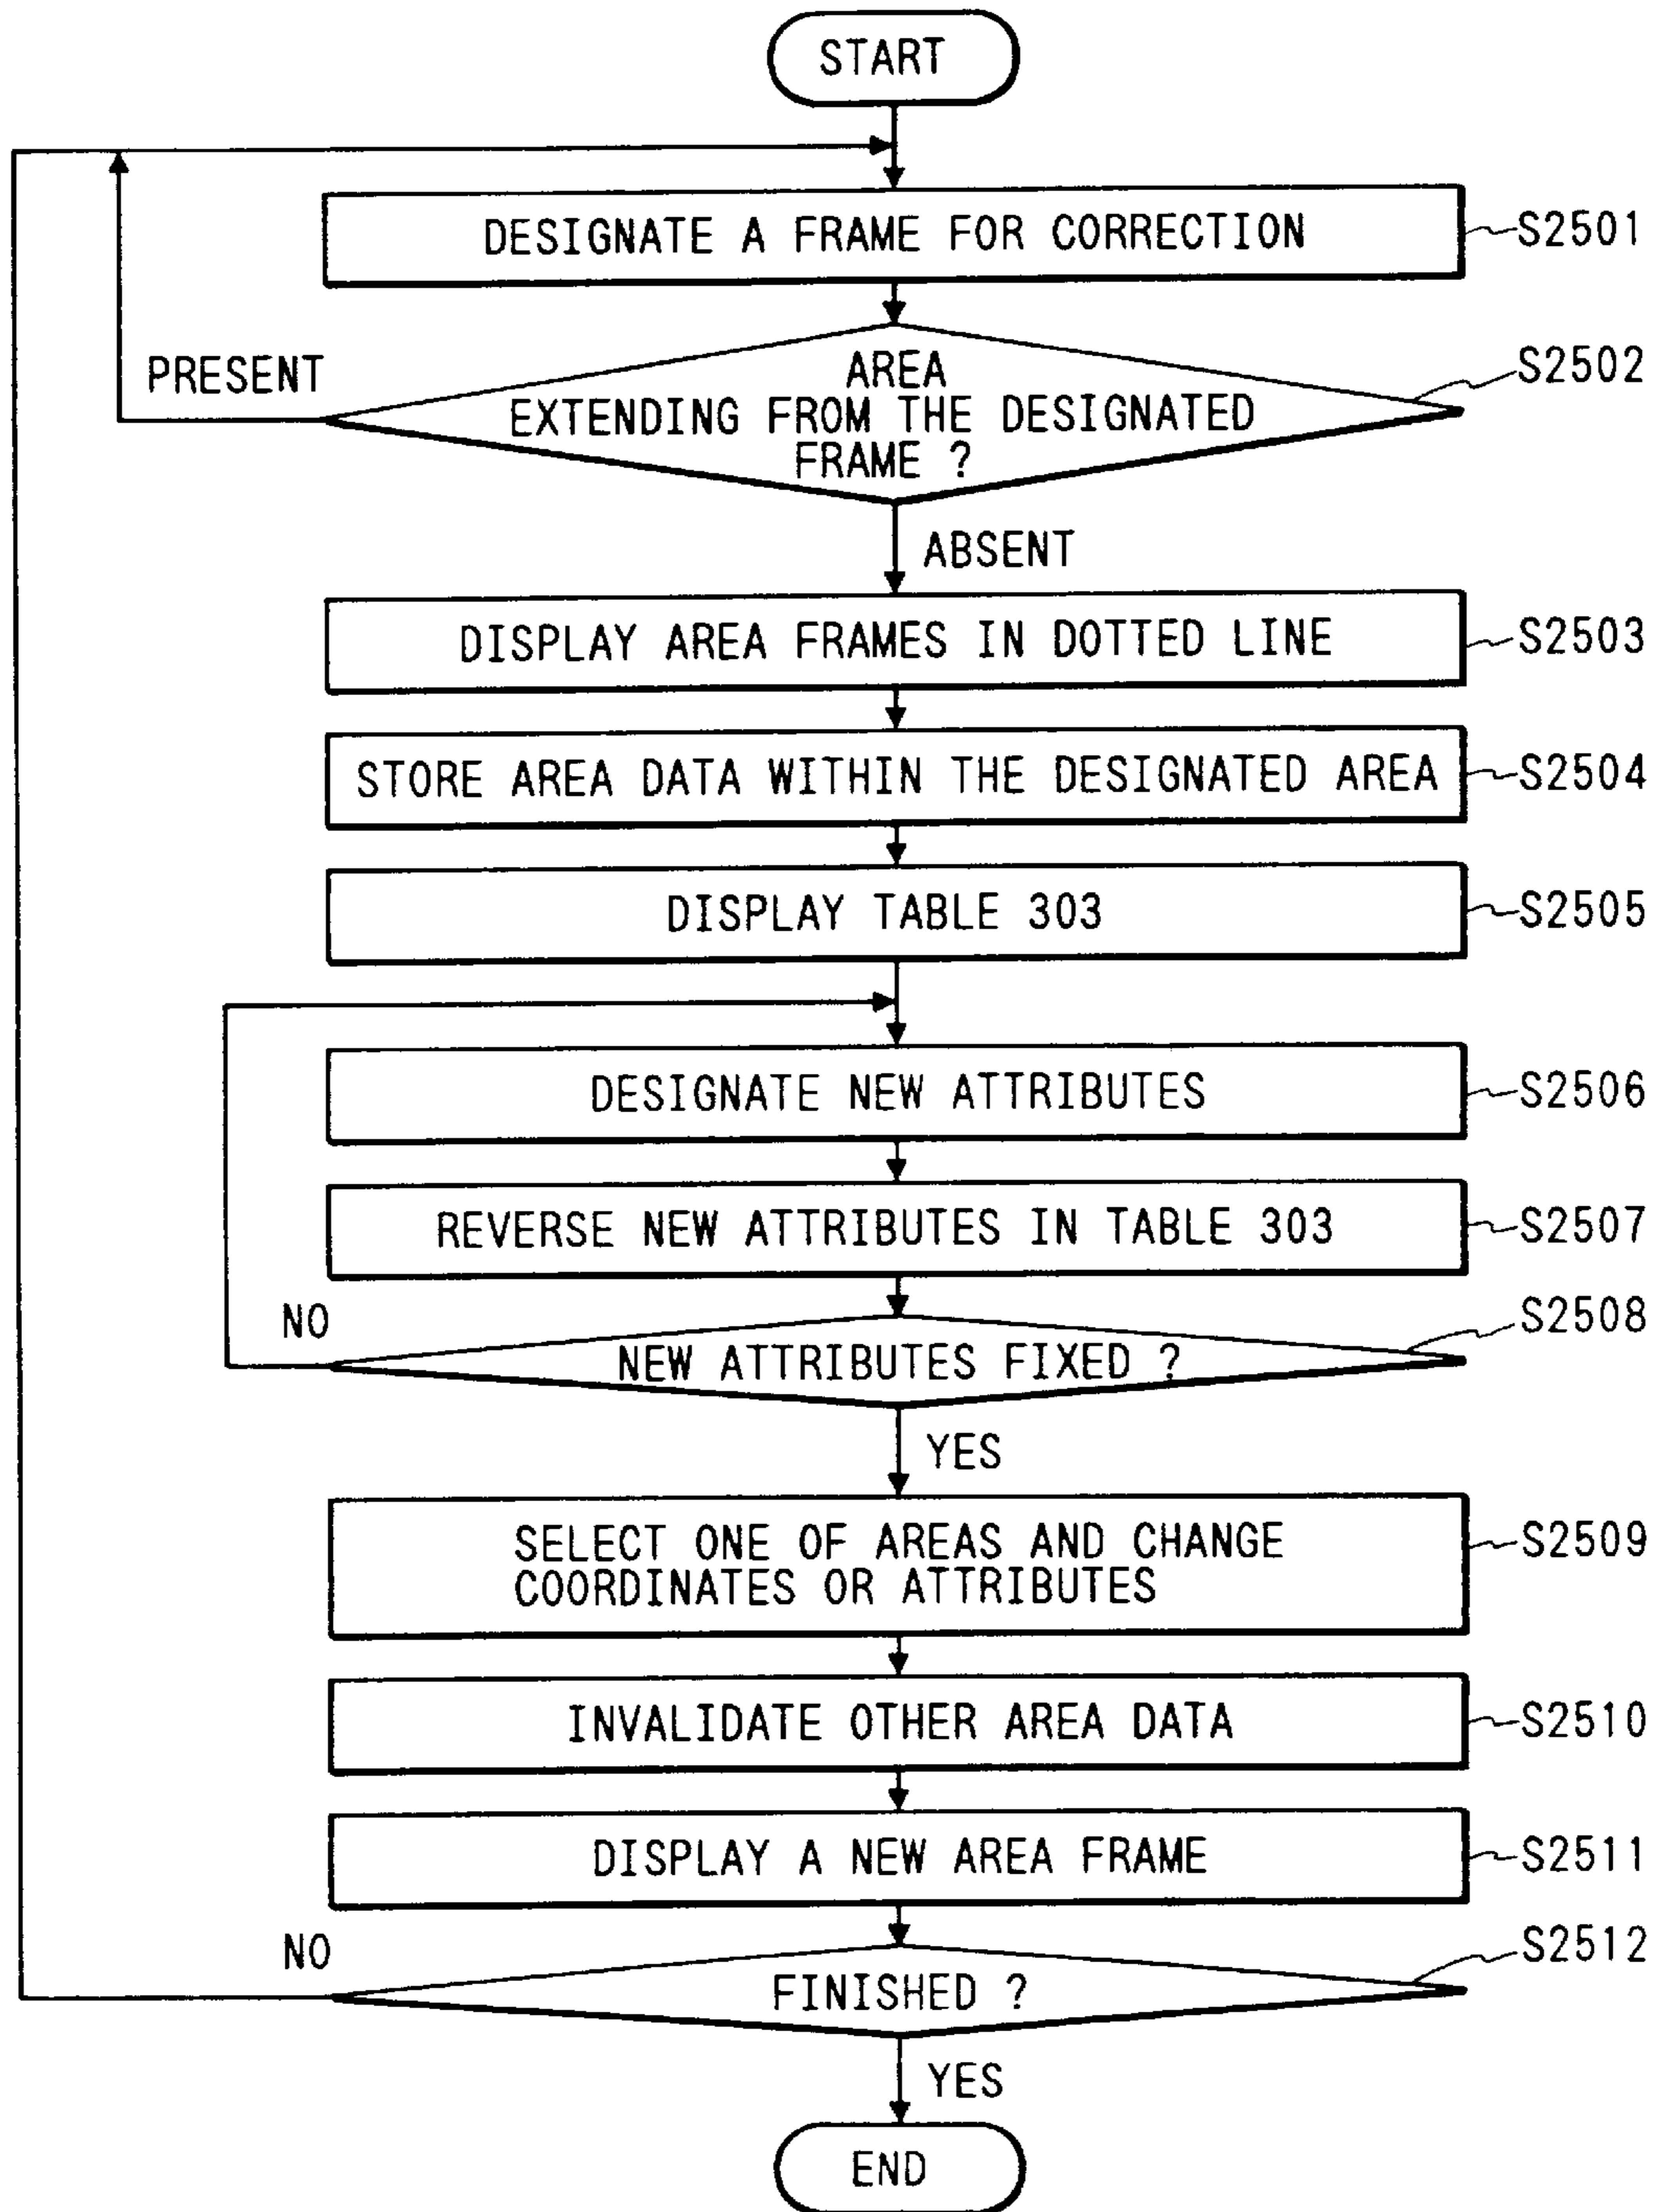 START
DESIGNATE A FRAME FOR CORRECTION
S2501
PRESENT
AREA
EXTENDING FROM THE DESIGNATED
FRAME ?
S2502
ABSENT
DISPLAY AREA FRAMES IN DOTTED LINE
S2503
STORE AREA DATA WITHIN THE DESIGNATED AREA
S2504
DISPLAY TABLE 303
S2505
DESIGNATE NEW ATTRIBUTES
S2506
REVERSE NEW ATTRIBUTES IN TABLE 303
S2507
NO
NEW ATTRIBUTES FIXED ?
S2508
YES
SELECT ONE OF AREAS AND CHANGE
COORDINATES OR ATTRIBUTES
S2509
INVALIDATE OTHER AREA DATA
S2510
DISPLAY A NEW AREA FRAME
S2511
NO
FINISHED ?
S2512
YES
END